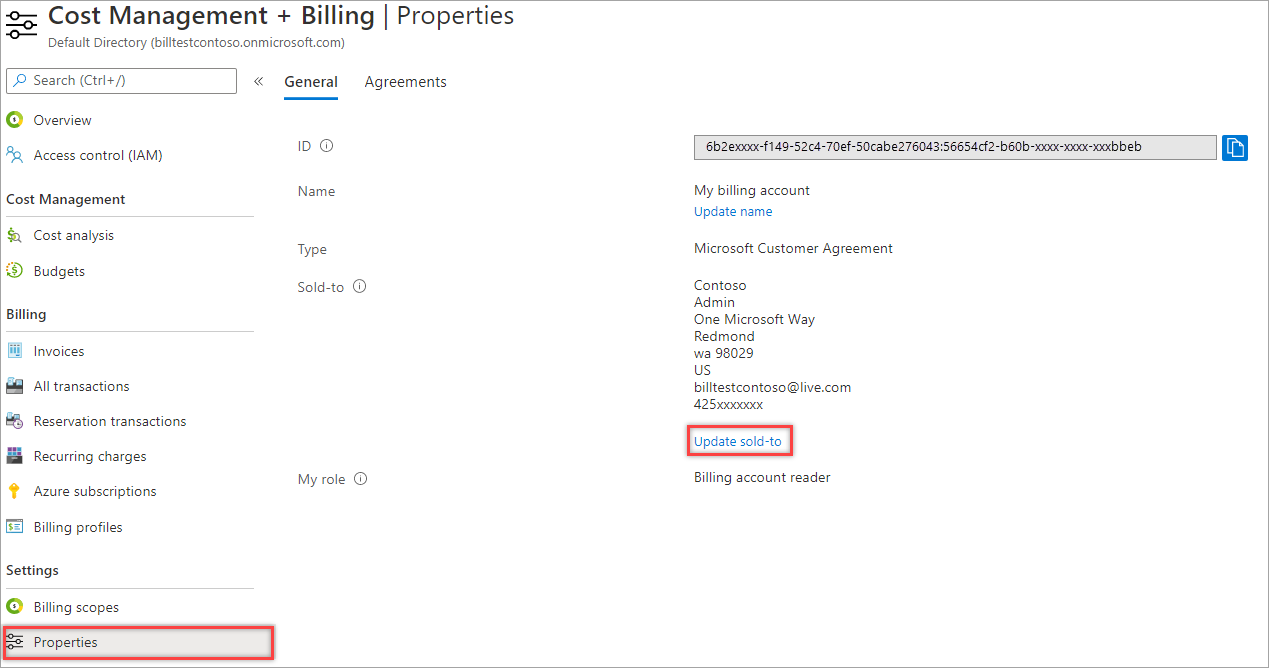 Cost Management + Billing | Properties
Default Directory (billtestcontoso.onmicrosoft.com)
Search (Ctrl+/)
«
General
Agreements
Overview
Access control (IAM)
Cost Management
Cost analysis
Budgets
Billing
Invoices
All transactions
Reservation transactions
Recurring charges
Azure subscriptions
Billing profiles
Settings
Billing scopes
Properties
ID
6b2exxxx-f149-52c4-70ef-50cabe276043:56654cf2-b60b-xxxx-xxxx-xxxbbeb
Name
My billing account
Update name
Type
Microsoft Customer Agreement
Sold-to
Contoso
Admin
One Microsoft Way
Redmond
wa 98029
US
billtestcontoso@live.com
425xxxxxxx
Update sold-to
My role
Billing account reader